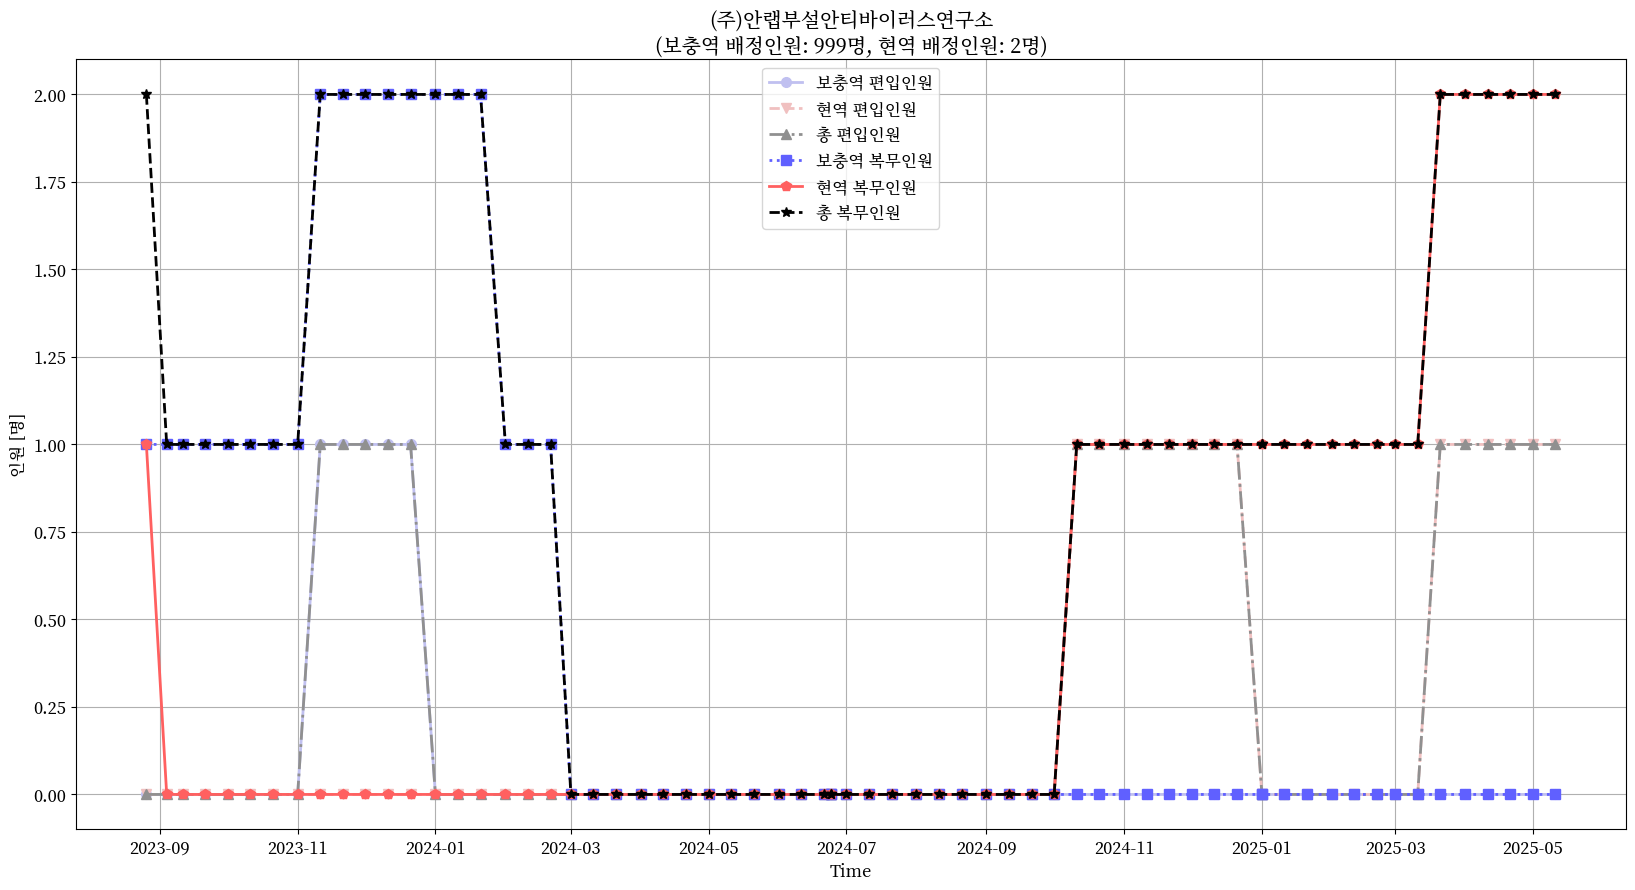 (주)안랩부설안티바이러스연구소
(보충역 배정인원: 999명, 현역 배정인원: 2명)
보충역 편입인원
현역 편입인원
총 편입인원
보충역 복무인원
현역 복무인원
총 복무인원
인원 [명]
2.00
1.75
1.50
1.25
1.00
0.75
0.50
0.25
0.00
2023-09
2023-11
2024-01
2024-03
2024-05
2024-07
2024-09
2024-11
2025-01
2025-03
2025-05
Time